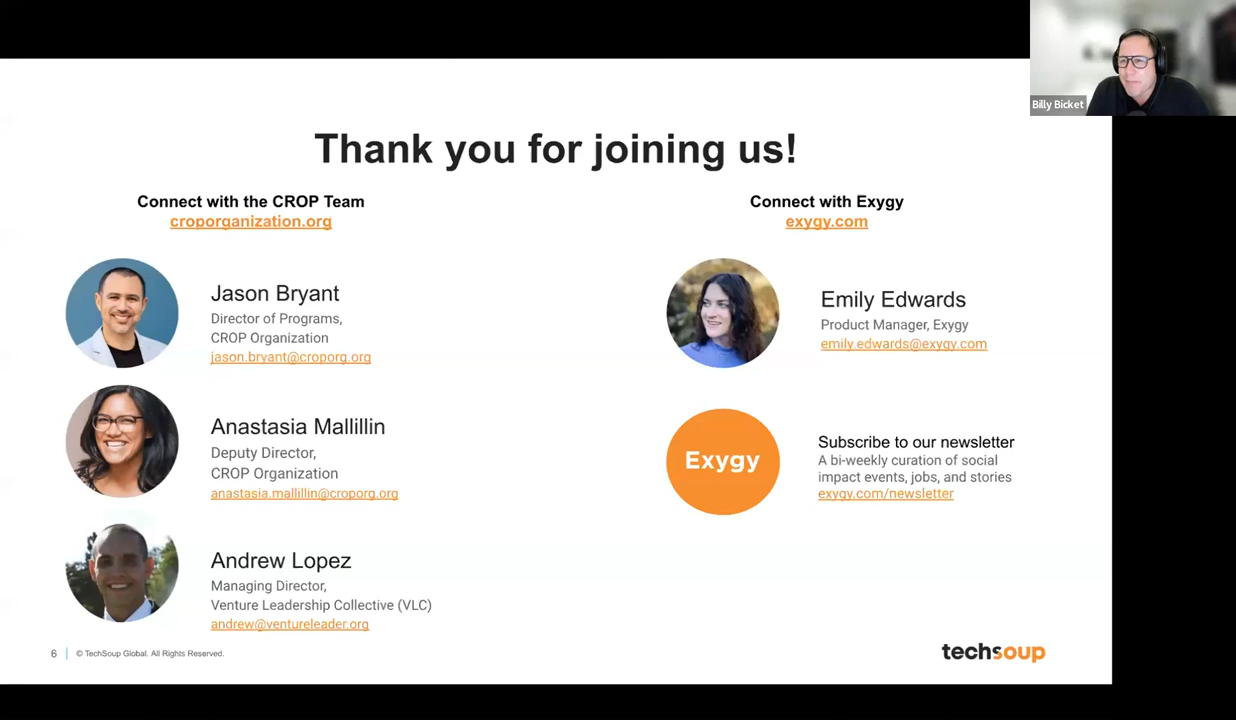 Billy Bicket
Thank you for joining us!
Connect with the CROP Team
croporganization.org
Jason Bryant
Director of Programs,
CROP Organization
jason.bryant@croporg.org
Anastasia Mallillin
Deputy Director,
CROP Organization
anastasia.mallillin@croporg.org
Andrew Lopez
Managing Director,
Venture Leadership Collective (VLC)
andrew@ventureleader.org
Connect with Exygy
exygy.com
Emily Edwards
Product Manager, Exygy
emily.edwards@exygy.com
Exygy
Subscribe to our newsletter
A bi-weekly curation of social
impact events, jobs, and stories
exygy.com/newsletter
6
© TechSoup Global. All Rights Reserved.
techsoup